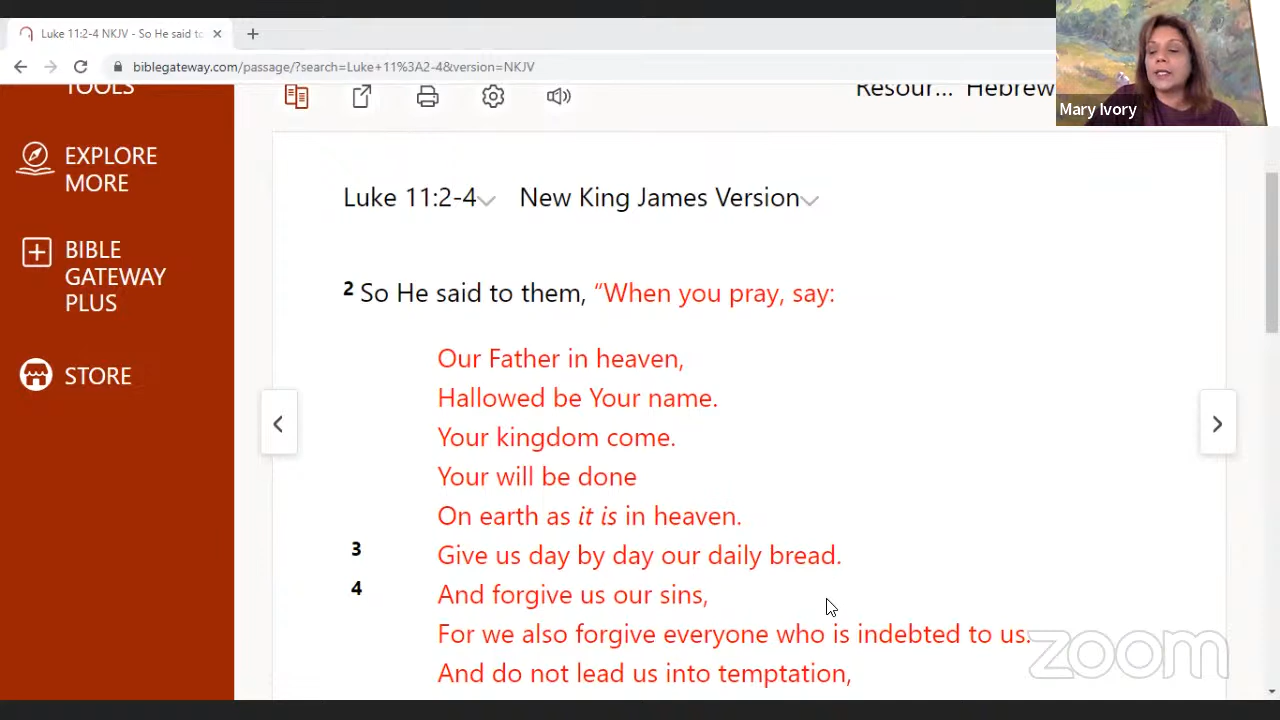 Luke 11:2-4 NKJV - So He said to
biblegateway.com/passage/?search=Luke+11%3A2-4&version=NKJV
Mary Ivory
TOOLS
EXPLORE
MORE
BIBLE
GATEWAY
PLUS
STORE
Resour... Hebrew
Luke 11:2-4 New King James Version
2 So He said to them, “When you pray, say:
Our Father in heaven,
Hallowed be Your name.
Your kingdom come.
Your will be done
On earth as it is in heaven.
3 Give us day by day our daily bread.
4 And forgive us our sins,
For we also forgive everyone who is indebted to us.
And do not lead us into temptation,
zoom